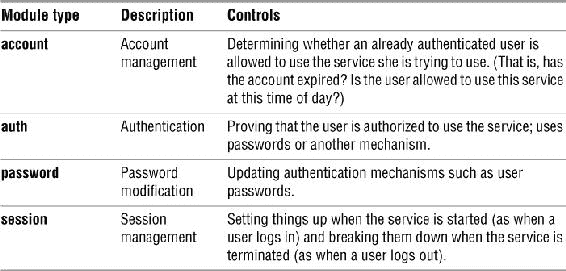 Module type Description Controls
account Account management Determining whether an already authenticated user is
allowed to use the service she is trying to use. (That is, has
the account expired? Is the user allowed to use this service
at this time of day?)
auth Authentication Proving that the user is authorized to use the service; uses
passwords or another mechanism.
password Password modification Updating authentication mechanisms such as user
passwords.
session Session management Setting things up when the service is started (as when a
user logs in) and breaking them down when the service is
terminated (as when a user logs out).